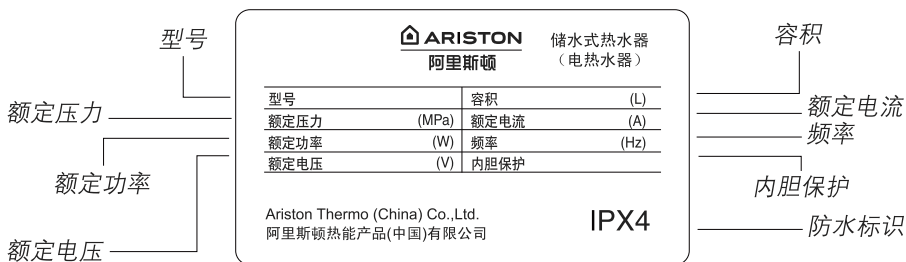 型号
额定压力
额定功率
额定电压
ARISTON
阿里斯顿
储水式热水器
（电热水器）
型号 容积 (L)
额定压力 (MPa) 额定电流 (A)
额定功率 (W) 频率 (Hz)
额定电压 (V) 内胆保护
Ariston Thermo (China) Co.,Ltd.
阿里斯顿热能产品(中国)有限公司
IPX4
容积
额定电流
频率
内胆保护
防水标识